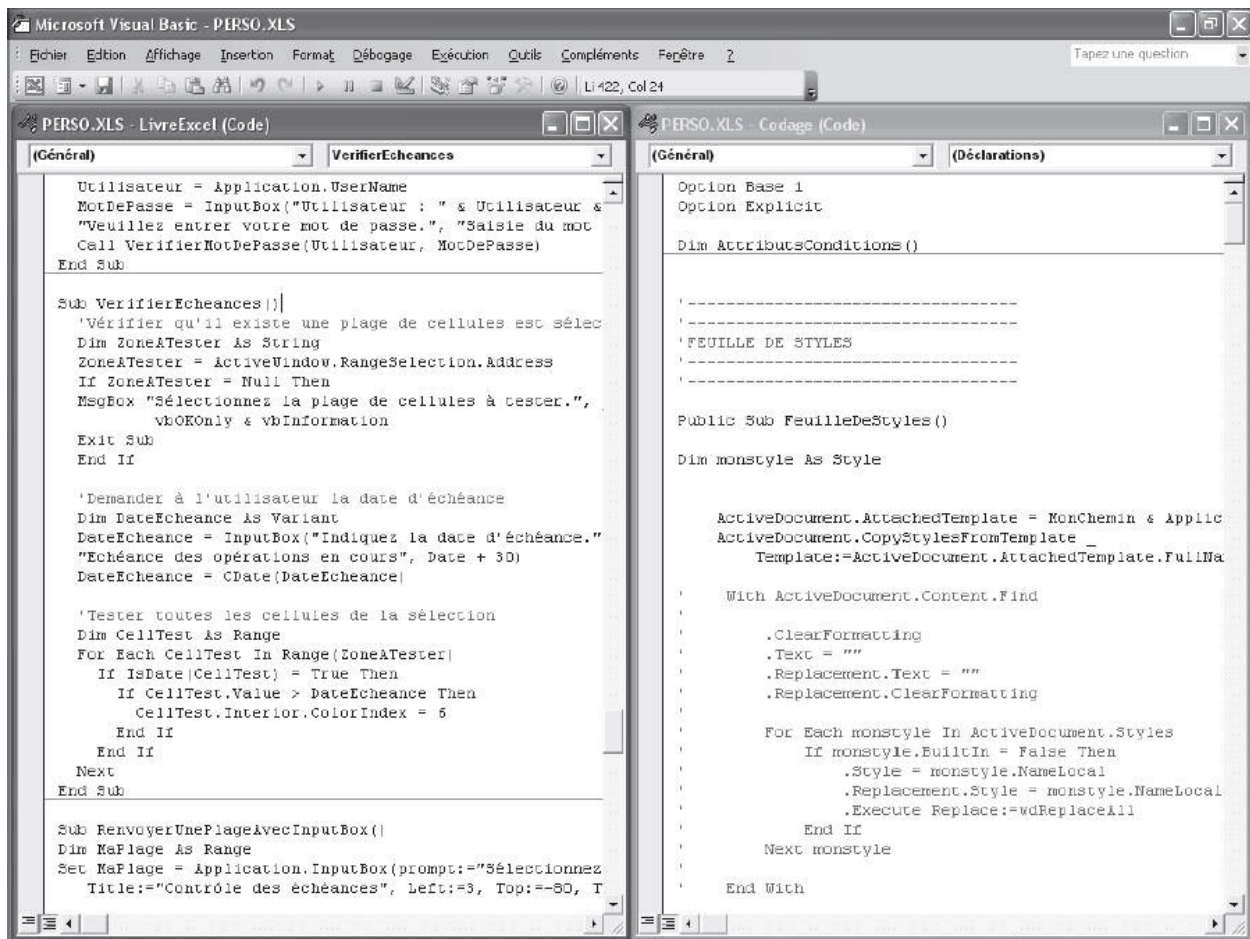 Microsoft Visual Basic - PERSO.XLS
Fichier Edition Affichage Insertion Format Débogage Exécution Outils Compléments Fenêtre ? Tapez une question
Li 422, Col 24
PERSO.XLS - LivreExcel (Code)
(Général) VerifierEcheances
Utilisateur = Application.UserName
MotDePasse = InputBox("Utilisateur : " & Utilisateur &
"Veuillez entrer votre mot de passe.", "Saisie du mot
Call VerifierMotDePasse(Utilisateur, MotDePasse)
End Sub
Sub VerifierEcheances()
'Vérifier qu'il existe une plage de cellules est sélec
Dim ZoneATester As String
ZoneATester = ActiveWindow.RangeSelection.Address
If ZoneATester = Null Then
MsgBox "Sélectionnez la plage de cellules à tester.", _
vbOKOnly & vbInformation
Exit Sub
End If
'Demander à l'utilisateur la date d'échéance
Dim DateEcheance As Variant
DateEcheance = InputBox("Indiquez la date d'échéance."
"Echéance des opérations en cours", Date + 30)
DateEcheance = CDate(DateEcheance)
'Tester toutes les cellules de la sélection
Dim CellTest As Range
For Each CellTest In Range(ZoneATester)
If IsDate(CellTest) = True Then
If CellTest.Value > DateEcheance Then
CellTest.Interior.ColorIndex = 6
End If
End If
Next
End Sub
Sub RenvoyerUnePlageAvecInputBox()
Dim MaPlage As Range
Set MaPlage = Application.InputBox(prompt:="Sélectionnez
Title:="Contrôle des échéances", Left:=3, Top:=-80, T
PERSO.XLS - Codage (Code)
(Général) (Déclarations)
Option Base 1
Option Explicit
Dim AttributsConditions()
'----------------------------------
'----------------------------------
'FEUILLE DE STYLES
'----------------------------------
'----------------------------------
Public Sub FeuilleDeStyles()
Dim monstyle As Style
ActiveDocument.AttachedTemplate = MonChemin & Applic
ActiveDocument.CopyStylesFromTemplate _
Template:=ActiveDocument.AttachedTemplate.FullNa
' With ActiveDocument.Content.Find
'
' .ClearFormatting
' .Text = ""
' .Replacement.Text = ""
' .Replacement.ClearFormatting
'
' For Each monstyle In ActiveDocument.Styles
' If monstyle.BuiltIn = False Then
' .Style = monstyle.NameLocal
' .Replacement.Style = monstyle.NameLocal
' .Execute Replace:=wdReplaceAll
' End If
' Next monstyle
'
' End With